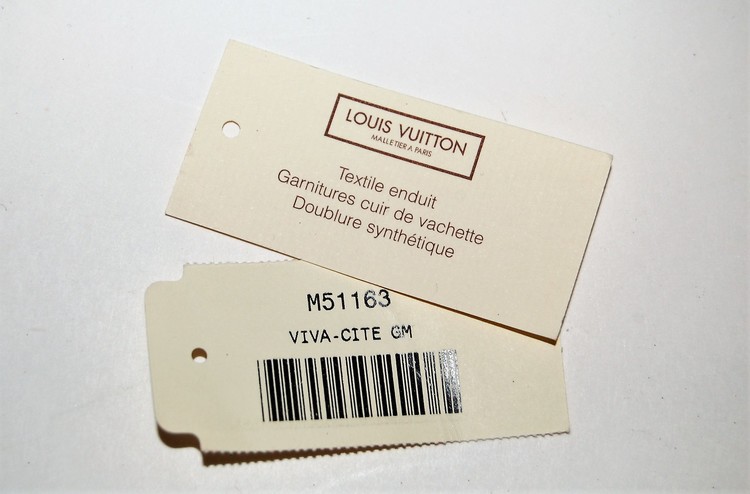 LOUIS VUITTON
MALLETIER A PARIS
Textile enduit
Garnitures cuir de vachette
Doublure synthétique
M51163
VIVA-CITE GM